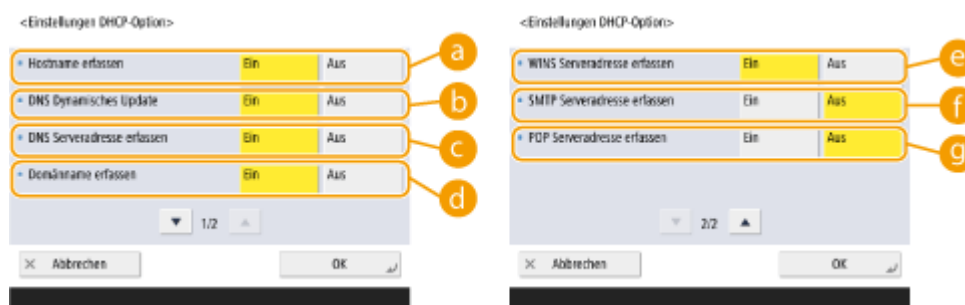 <Einstellungen DHCP-Option>
Hostname erfassen Ein Aus
a
DNS Dynamisches Update Ein Aus
b
DNS Serveradresse erfassen Ein Aus
c
Domänname erfassen Ein Aus
d
1/2
× Abbrechen OK
<Einstellungen DHCP-Option>
WINS Serveradresse erfassen Ein Aus
e
SMTP Serveradresse erfassen Ein Aus
f
POP Serveradresse erfassen Ein Aus
g
2/2
× Abbrechen OK